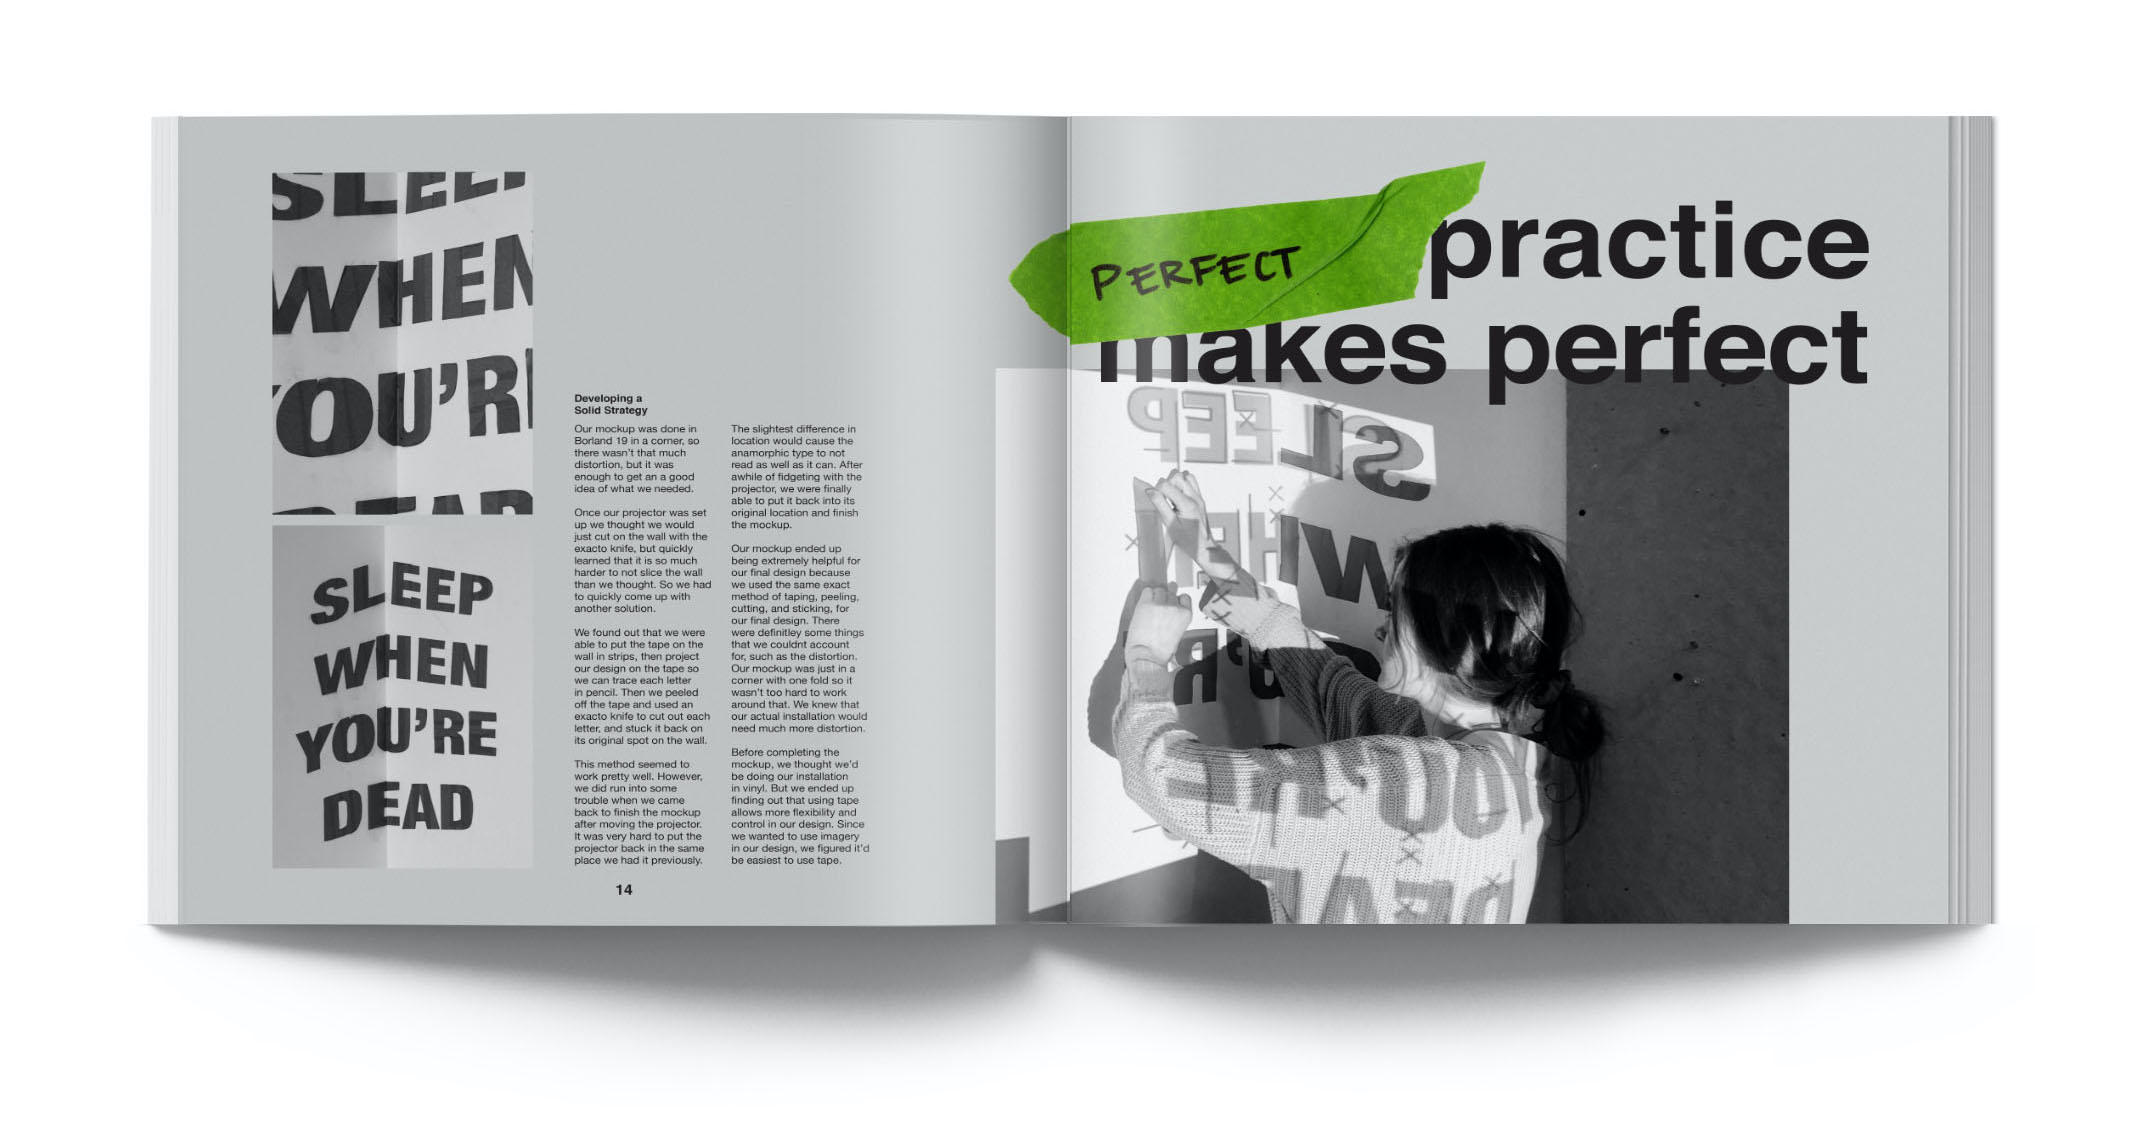 SLEEP
WHEN
YOU'RE
DEAD
SLEEP
WHEN
YOU'RE
DEAD
Developing a
Solid Strategy
Our mockup was done in
Borland 19 in a corner, so
there wasn't that much
distortion, but it was
enough to get an a good
idea of what we needed.
Once our projector was set
up we thought we would
just cut on the wall with the
exacto knife, but quickly
learned that it is so much
harder to not slice the wall
than we thought. So we had
to quickly come up with
another solution.
We found out that we were
able to put the tape on the
wall in strips, then project
our design on the tape so
we can trace each letter
in pencil. Then we peeled
off the tape and used an
exacto knife to cut out each
letter, and stuck it back on
its original spot on the wall.
This method seemed to
work pretty well. However,
we did run into some
trouble when we came
back to finish the mockup
after moving the projector.
It was very hard to put the
projector back in the same
place we had it previously.
The slightest difference in
location would cause the
anamorphic type to not
read as well as it can. After
awhile of fidgeting with the
projector, we were finally
able to put it back into its
original location and finish
the mockup.
Our mockup ended up
being extremely helpful for
our final design because
we used the same exact
method of taping, peeling,
cutting, and sticking, for
our final design. There
were definitley some things
that we couldnt account
for, such as the distortion.
Our mockup was just in a
corner with one fold so it
wasn't too hard to work
around that. We knew that
our actual installation would
need much more distortion.
Before completing the
mockup, we thought we'd
be doing our installation
in vinyl. But we ended up
finding out that using tape
allows more flexibility and
control in our design. Since
we wanted to use imagery
in our design, we figured it'd
be easiest to use tape.
14
PERFECT practice
makes perfect
SLEEP